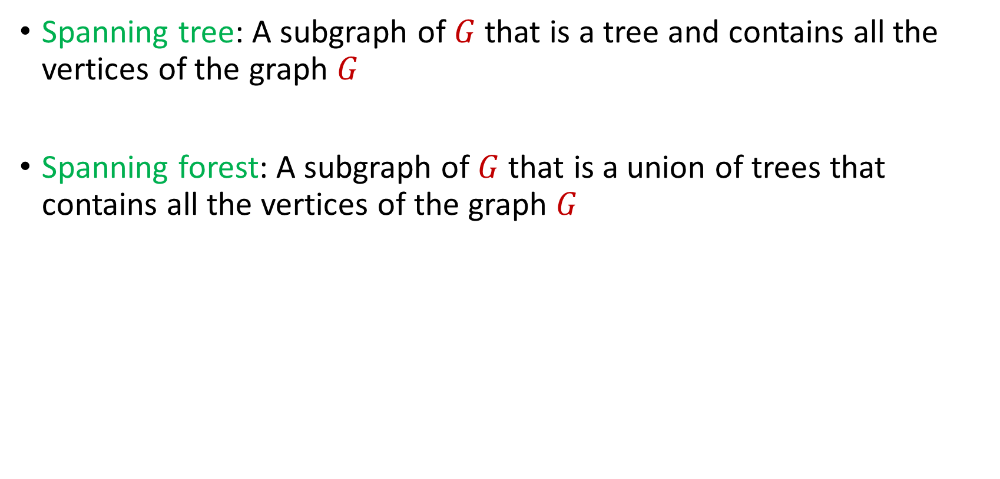 • Spanning tree: A subgraph of G that is a tree and contains all the
vertices of the graph G
• Spanning forest: A subgraph of G that is a union of trees that
contains all the vertices of the graph G